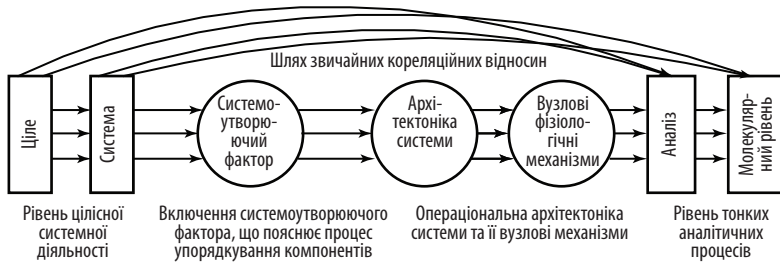 Шлях звичайних кореляційних відносин
Ціле
Система
Системо-
утворю-
ючий
фактор
Архі-
тектоніка
системи
Вузлові
фізіоло-
гічні
механізми
Аналіз
Молекуляр-
ний рівень
Рівень цілісної
системної
діяльності
Включення системоутворюючого
фактора, що пояснює процес
упорядкування компонентів
Операціональна архітектоніка
системи та її вузлові механізми
Рівень тонких
аналітичних
процесів